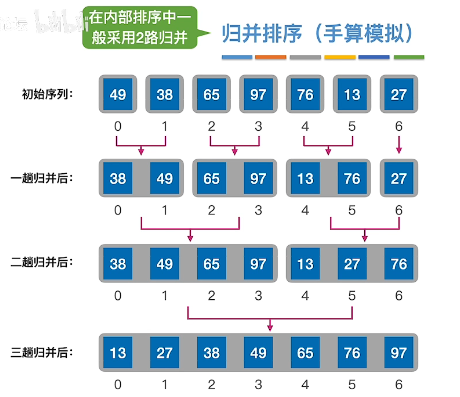 在内部排序中一
般采用2路归并
归并排序（手算模拟）
初始序列： 49 38 65 97 76 13 27
0 1 2 3 4 5 6
一趟归并后： 38 49 65 97 13 76 27
0 1 2 3 4 5 6
二趟归并后： 38 49 65 97 13 27 76
0 1 2 3 4 5 6
三趟归并后： 13 27 38 49 65 76 97
0 1 2 3 4 5 6